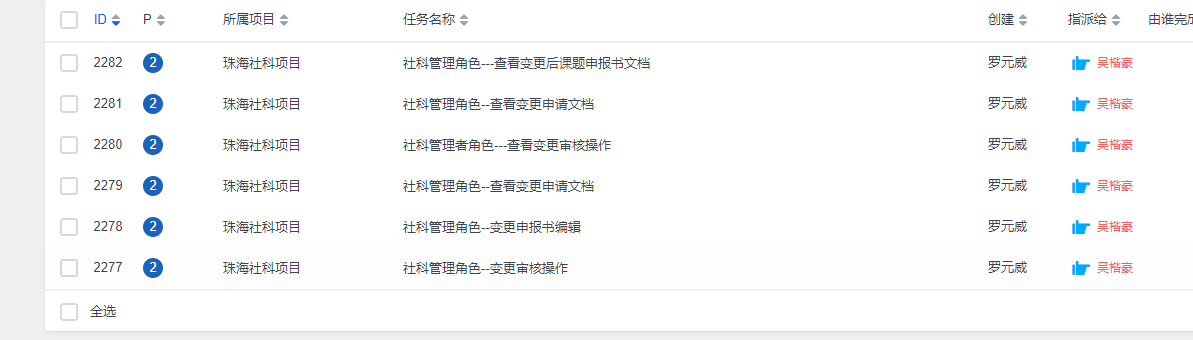 ID P 所属项目 任务名称 创建 指派给 由谁完成
2282 2 珠海社科项目 社科管理角色---查看变更后课题申报书文档 罗元威 吴楷豪
2281 2 珠海社科项目 社科管理角色--查看变更申请文档 罗元威 吴楷豪
2280 2 珠海社科项目 社科管理者角色---查看变更审核操作 罗元威 吴楷豪
2279 2 珠海社科项目 社科管理角色--查看变更申请文档 罗元威 吴楷豪
2278 2 珠海社科项目 社科管理角色--变更申报书编辑 罗元威 吴楷豪
2277 2 珠海社科项目 社科管理角色--变更审核操作 罗元威 吴楷豪
全选